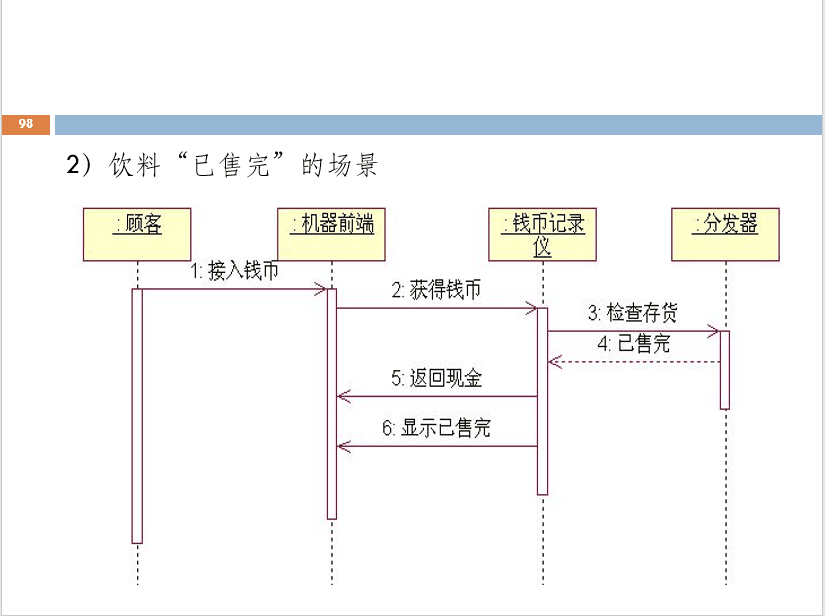 98
2）饮料“已售完”的场景
:顾客
:机器前端
:钱币记录
仪
:分发器
1: 接入钱币
2: 获得钱币
3: 检查存货
4: 已售完
5: 返回现金
6: 显示已售完